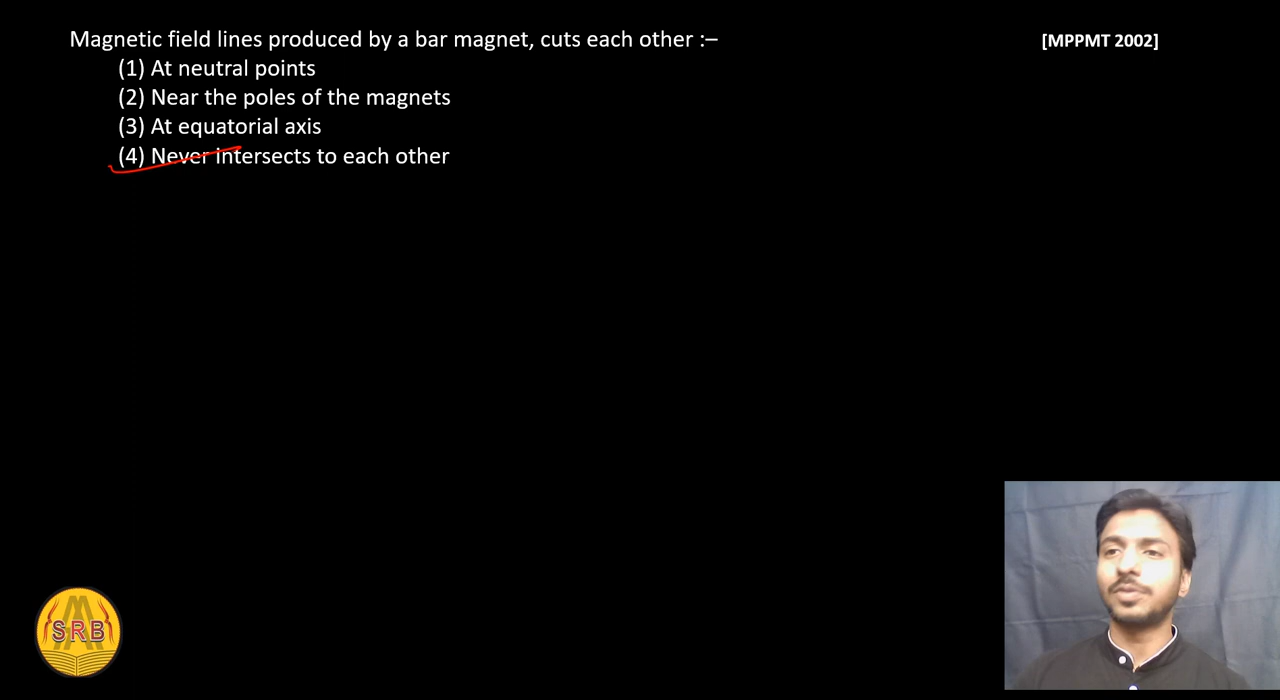 Magnetic field lines produced by a bar magnet, cuts each other :– [MPPMT 2002]
(1) At neutral points
(2) Near the poles of the magnets
(3) At equatorial axis
(4) Never intersects to each other
SRB